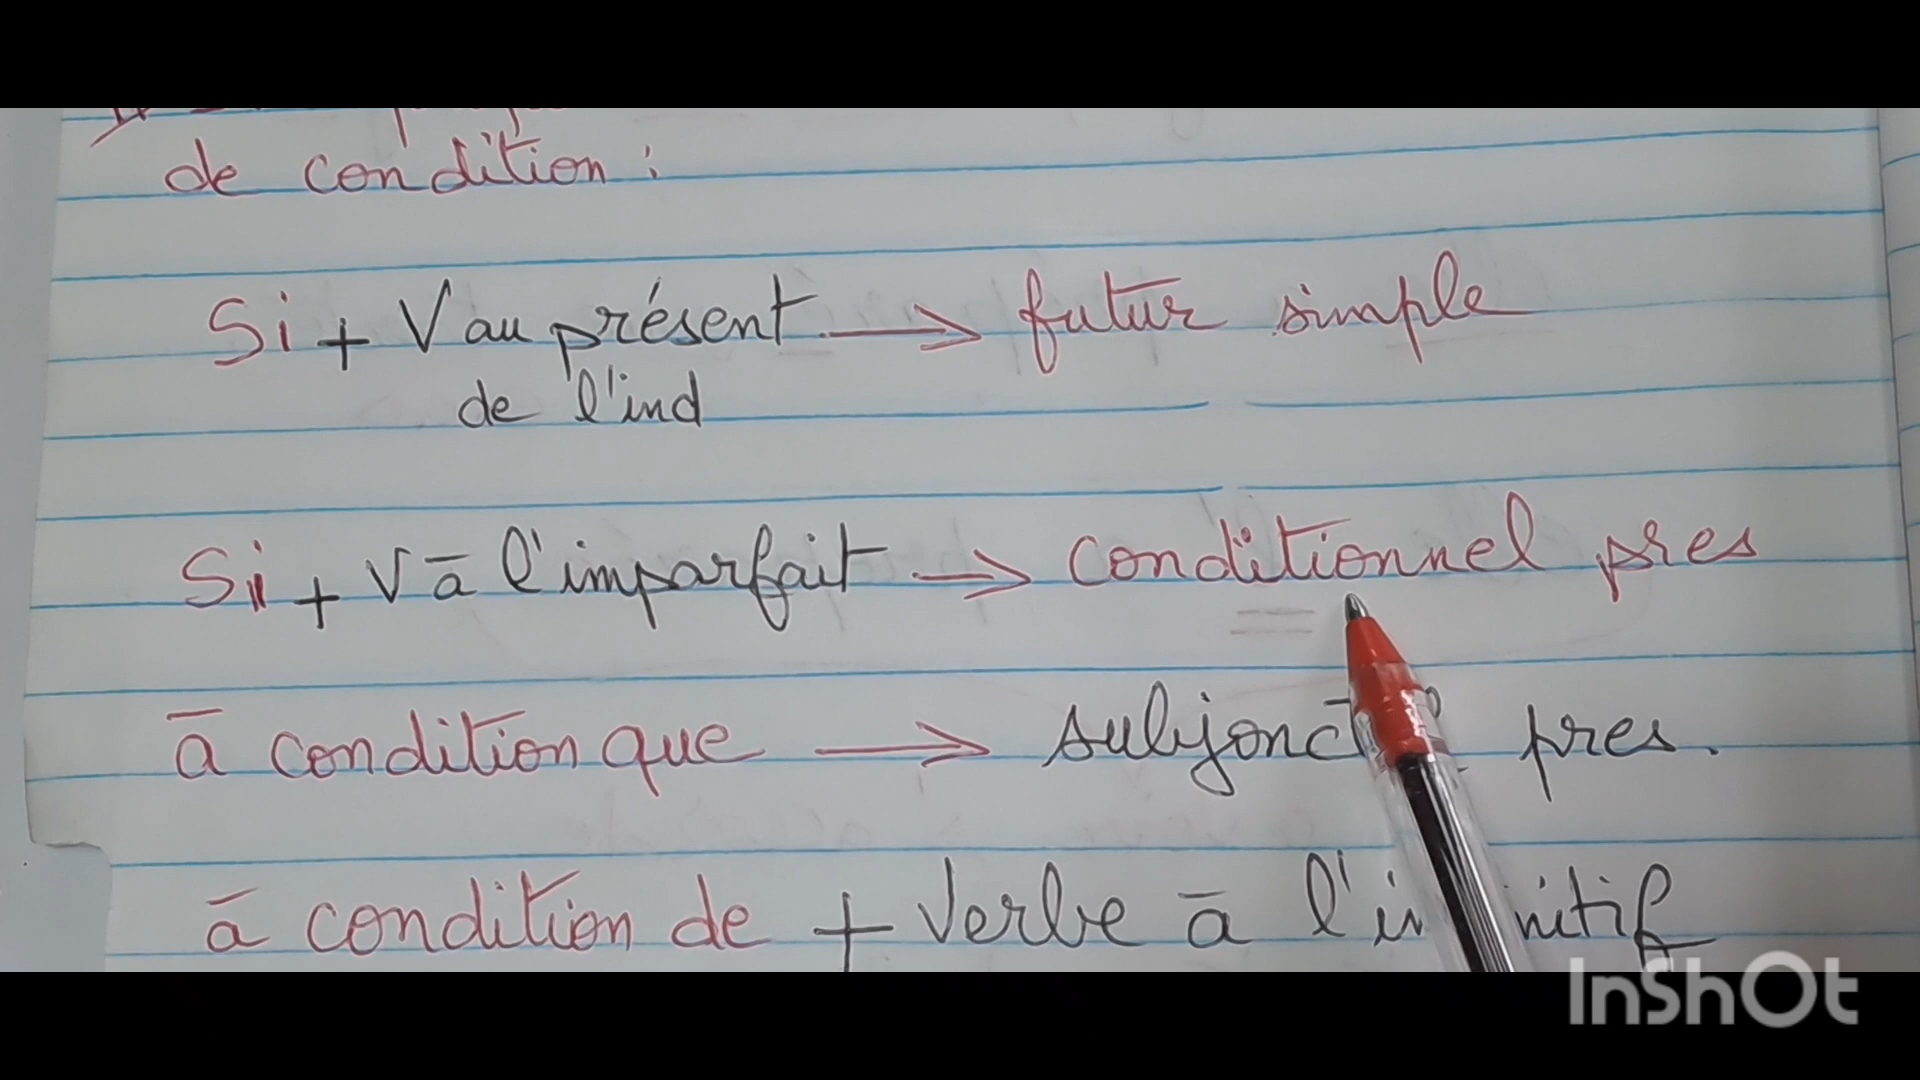 de condition :
Si + V au présent → futur simple
de l'ind
Si + V à l'imparfait → conditionnel pres
à condition que → pres.
à condition de + Verbe à
InShOt